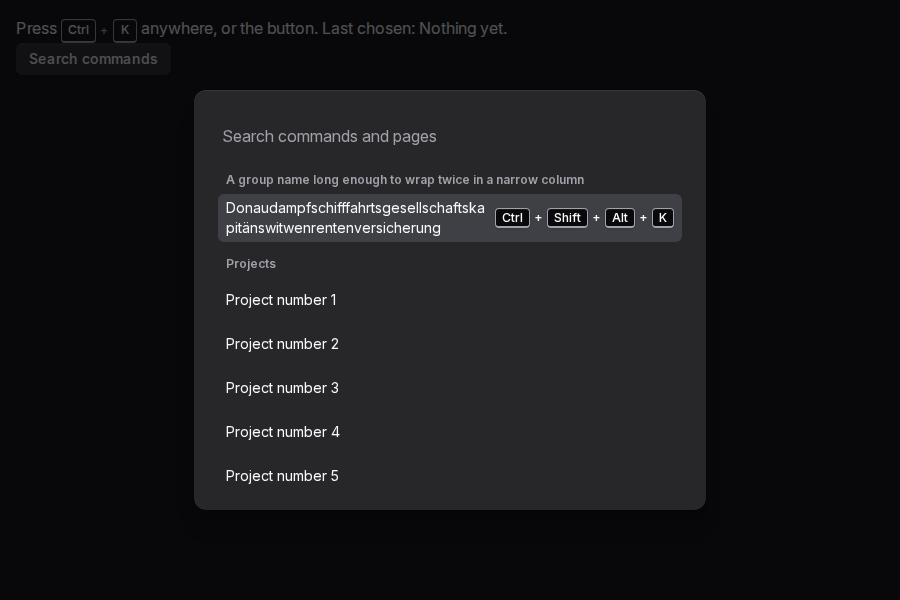 Press Ctrl + K anywhere, or the button. Last chosen: Nothing yet.
Search commands
Search commands and pages
A group name long enough to wrap twice in a narrow column
Donaudampfschifffahrtsgesellschaftska Ctrl + Shift + Alt + K
pitänswitwenrentenversicherung
Projects
Project number 1
Project number 2
Project number 3
Project number 4
Project number 5